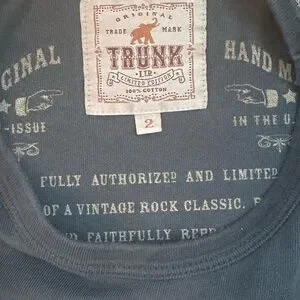 ORIGINAL
TRADE MARK
TRUNK
LTD
LIMITED EDITION
100% COTTON
2
GINAL HAND M
-ISSUE IN THE U.
FULLY AUTHORIZED AND LIMITED
OF A VINTAGE ROCK CLASSIC.
FAITHFULLY REPR